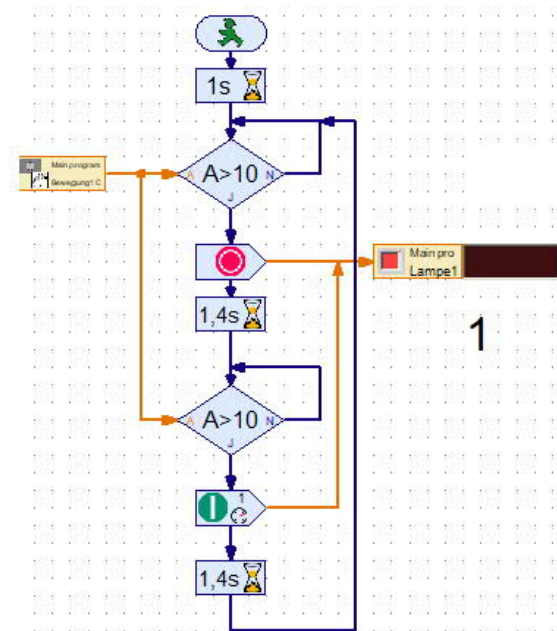 1s
Main program
Bewegung1 C
A A>10 N
J
Main pro
Lampe1
1,4s
1
A A>10 N
J
1
1,4s